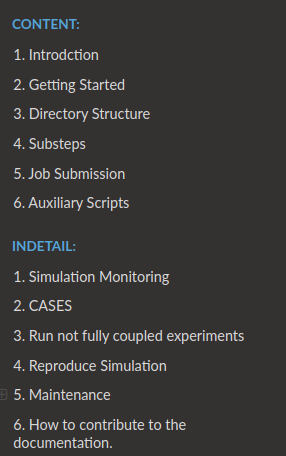 CONTENT:
1. Introdction
2. Getting Started
3. Directory Structure
4. Substeps
5. Job Submission
6. Auxiliary Scripts
INDETAIL:
1. Simulation Monitoring
2. CASES
3. Run not fully coupled experiments
4. Reproduce Simulation
5. Maintenance
6. How to contribute to the
documentation.